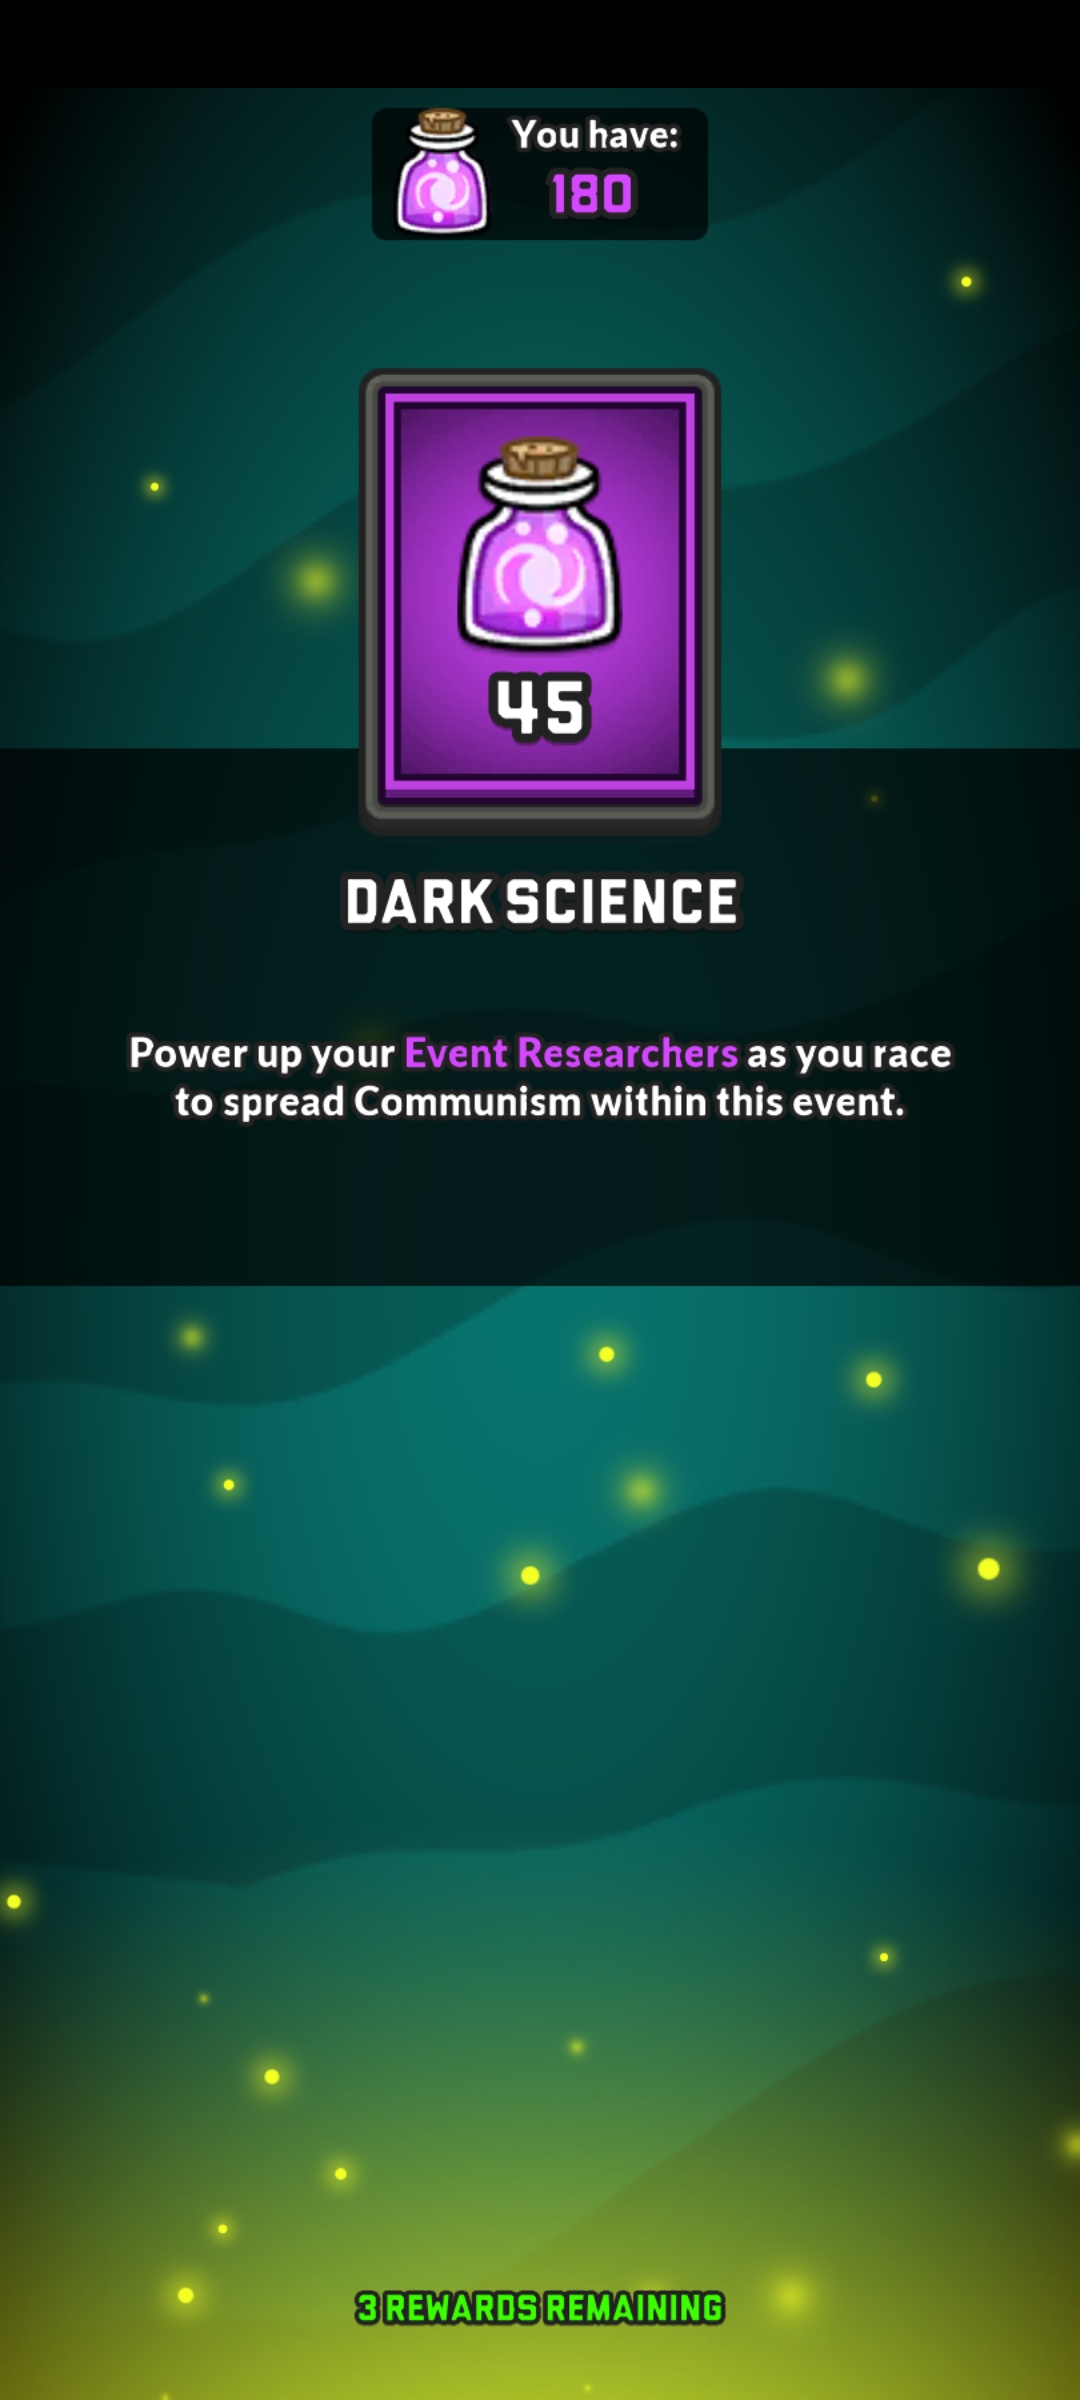 You have:
180
45
DARK SCIENCE
Power up your Event Researchers as you race
to spread Communism within this event.
3 REWARDS REMAINING